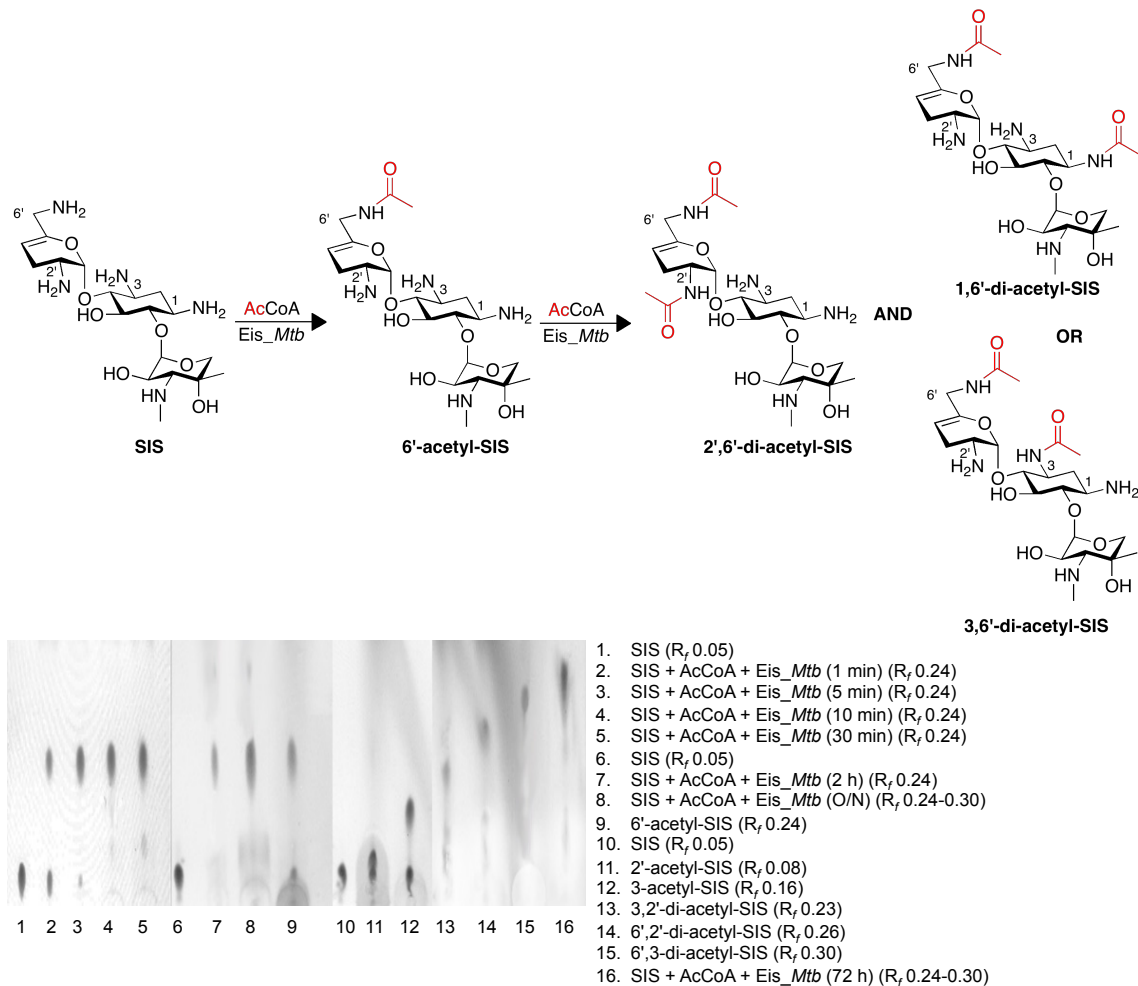 O
NH
6'
O
2'
H₂N
O
H₂N
3
HO
1
NH
O
O
O
HO
HN
OH
1,6'-di-acetyl-SIS
OR
NH₂
6'
O
2'
H₂N
O
H₂N
3
HO
1
NH₂
O
O
HO
HN
OH
SIS
AcCoA
Eis_Mtb
O
NH
6'
O
2'
H₂N
O
H₂N
3
HO
1
NH₂
O
O
HO
HN
OH
6'-acetyl-SIS
AcCoA
Eis_Mtb
O
NH
6'
O
2'
NH
O
O
H₂N
3
HO
1
NH₂
O
O
HO
HN
OH
2',6'-di-acetyl-SIS
AND
O
NH
6'
O
2'
H₂N
O
O
HN
3
HO
1
NH₂
O
O
HO
HN
OH
3,6'-di-acetyl-SIS
1 2 3 4 5 6 7 8 9 10 11 12 13 14 15 16
1. SIS (Rf 0.05)
2. SIS + AcCoA + Eis_Mtb (1 min) (Rf 0.24)
3. SIS + AcCoA + Eis_Mtb (5 min) (Rf 0.24)
4. SIS + AcCoA + Eis_Mtb (10 min) (Rf 0.24)
5. SIS + AcCoA + Eis_Mtb (30 min) (Rf 0.24)
6. SIS (Rf 0.05)
7. SIS + AcCoA + Eis_Mtb (2 h) (Rf 0.24)
8. SIS + AcCoA + Eis_Mtb (O/N) (Rf 0.24-0.30)
9. 6'-acetyl-SIS (Rf 0.24)
10. SIS (Rf 0.05)
11. 2'-acetyl-SIS (Rf 0.08)
12. 3-acetyl-SIS (Rf 0.16)
13. 3,2'-di-acetyl-SIS (Rf 0.23)
14. 6',2'-di-acetyl-SIS (Rf 0.26)
15. 6',3-di-acetyl-SIS (Rf 0.30)
16. SIS + AcCoA + Eis_Mtb (72 h) (Rf 0.24-0.30)